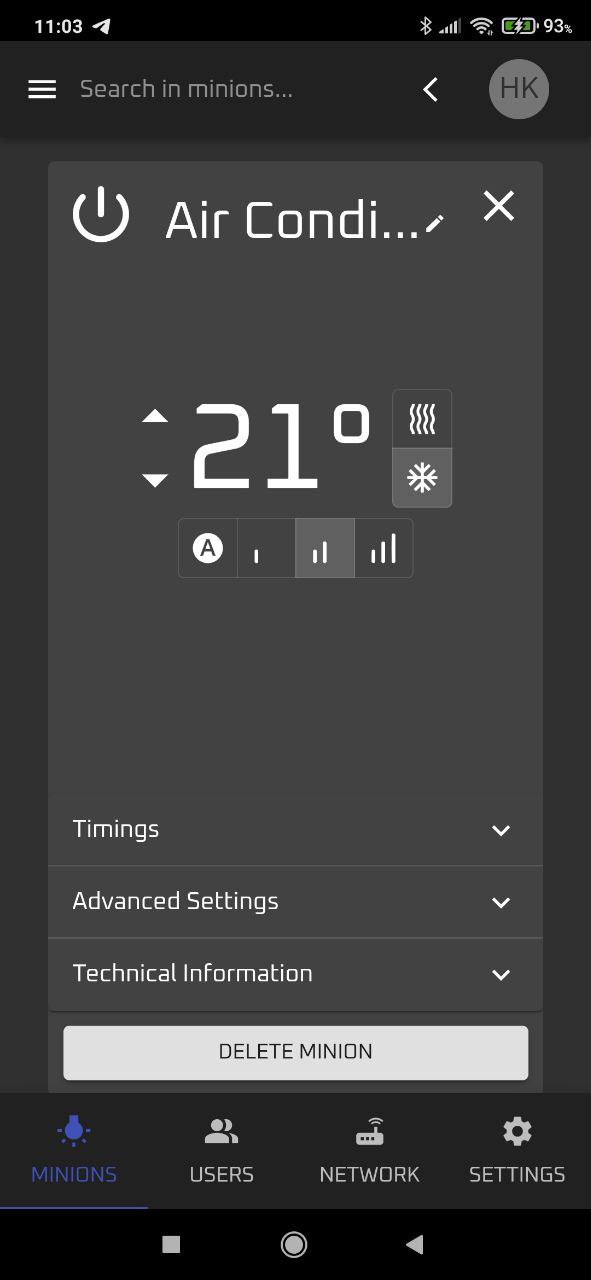 11:03
93%
Search in minions...
HK
Air Condi...
21°
A
Timings
Advanced Settings
Technical Information
DELETE MINION
MINIONS
USERS
NETWORK
SETTINGS